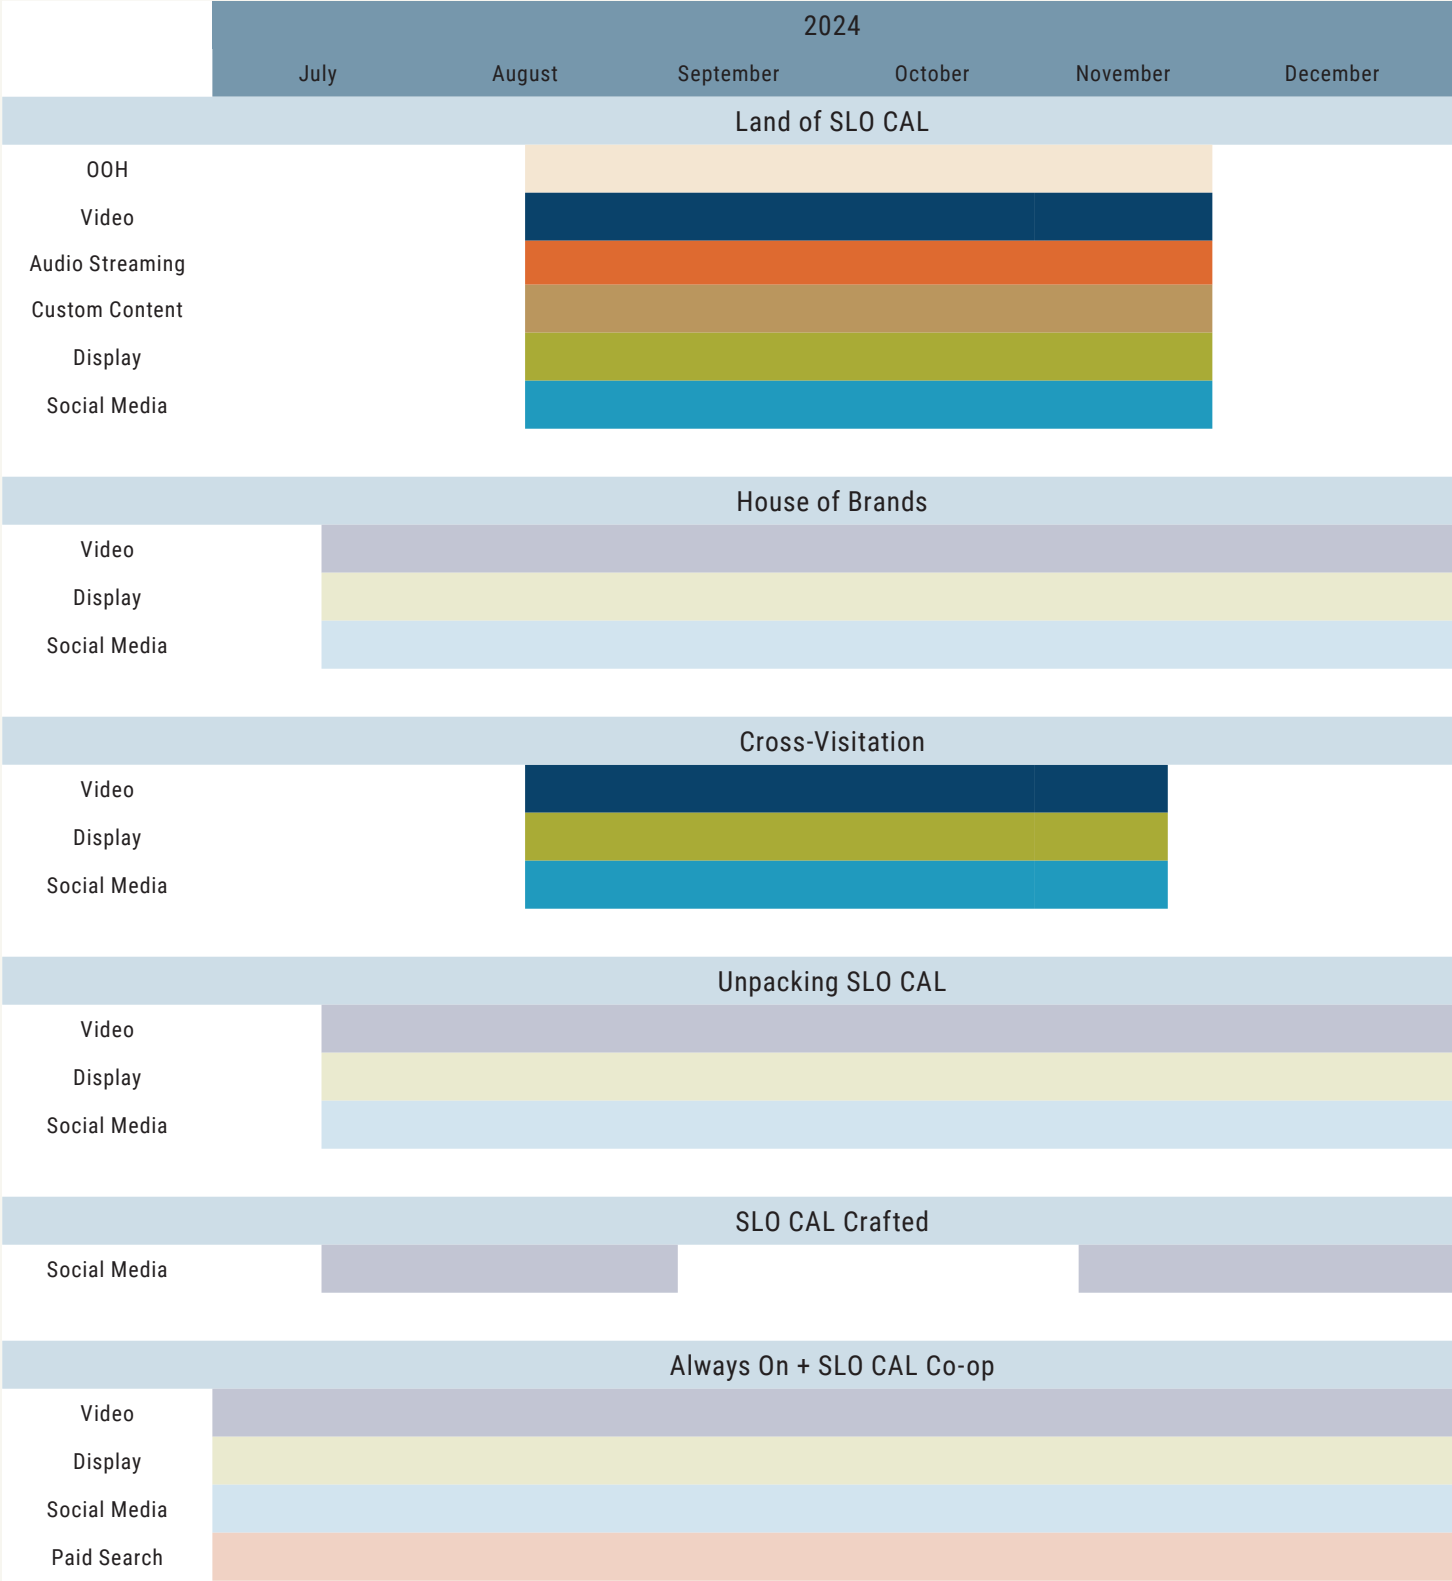 2024
July August September October November December
Land of SLO CAL
OOH
Video
Audio Streaming
Custom Content
Display
Social Media
House of Brands
Video
Display
Social Media
Cross-Visitation
Video
Display
Social Media
Unpacking SLO CAL
Video
Display
Social Media
SLO CAL Crafted
Social Media
Always On + SLO CAL Co-op
Video
Display
Social Media
Paid Search